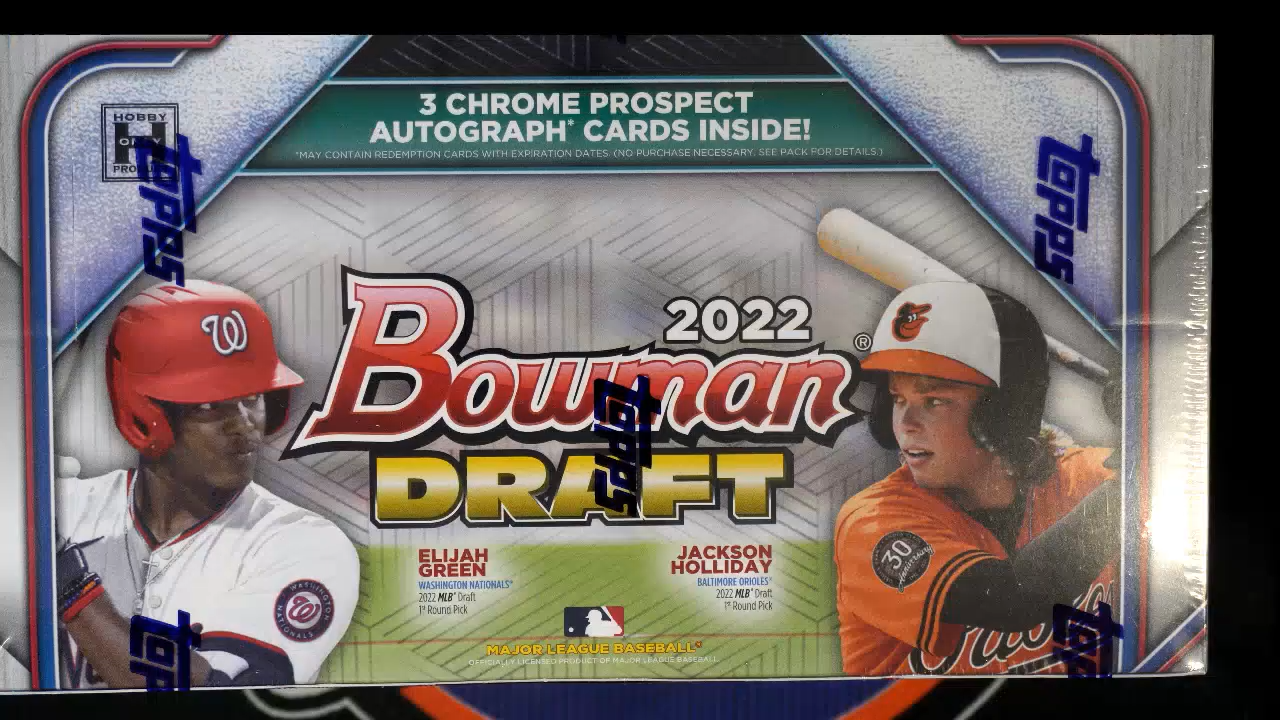 3 CHROME PROSPECT
AUTOGRAPH* CARDS INSIDE!
*MAY CONTAIN REDEMPTION CARDS WITH EXPIRATION DATES. (NO PURCHASE NECESSARY. SEE PACK FOR DETAILS.)
HOBBY
H
ONLY
topps
topps
W
2022
Bowman®
DRAFT
topps
ELIJAH
GREEN
WASHINGTON NATIONALS®
2022 MLB® Draft
1st Round Pick
JACKSON
HOLLIDAY
BALTIMORE ORIOLES®
2022 MLB® Draft
1st Round Pick
30
WASHINGTON
W
NATIONALS
MAJOR LEAGUE BASEBALL®
OFFICIALLY LICENSED PRODUCT OF MAJOR LEAGUE BASEBALL.
topps
topps